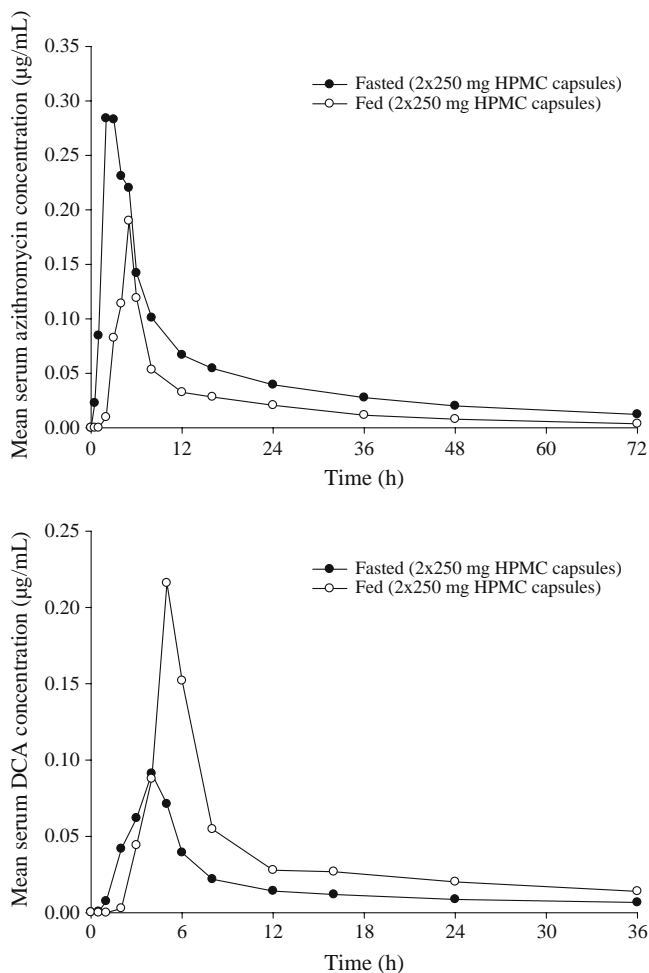 Mean serum azithromycin concentration (µg/mL)
0.35
0.30
0.25
0.20
0.15
0.10
0.05
0.00
Fasted (2x250 mg HPMC capsules)
Fed (2x250 mg HPMC capsules)
0 12 24 36 48 60 72
Time (h)
Mean serum DCA concentration (µg/mL)
0.25
0.20
0.15
0.10
0.05
0.00
Fasted (2x250 mg HPMC capsules)
Fed (2x250 mg HPMC capsules)
0 6 12 18 24 30 36
Time (h)